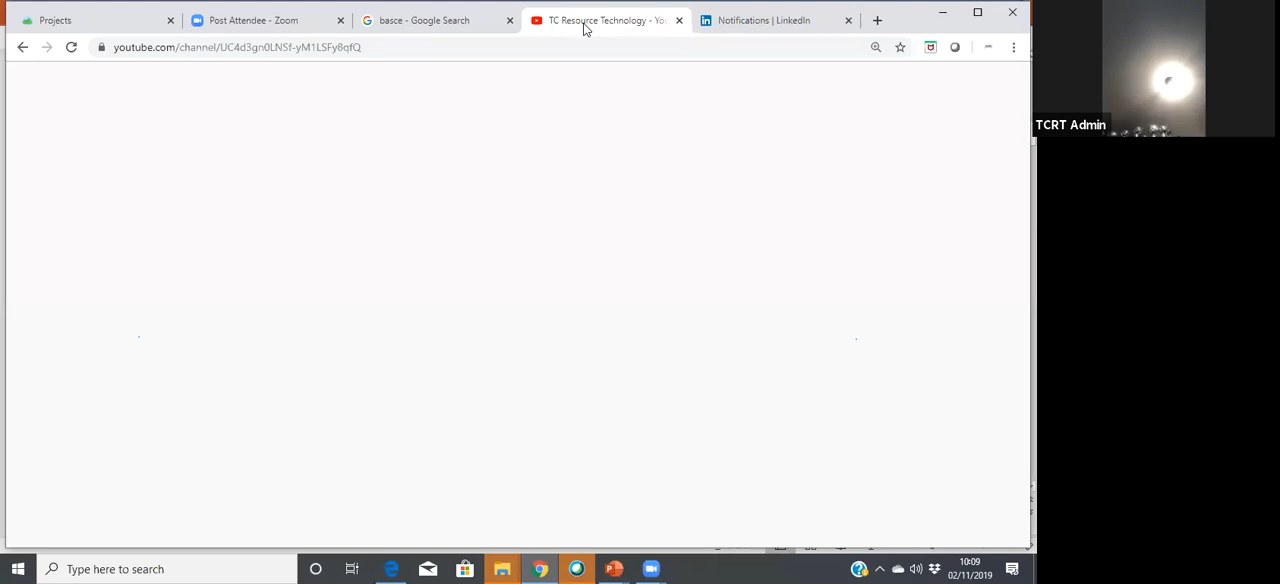 Projects
Post Attendee - Zoom
basce - Google Search
TC Resource Technology - You
Notifications | LinkedIn
youtube.com/channel/UC4d3gn0LNSf-yM1LSFy8qfQ
TCRT Admin
Type here to search
10:09
02/11/2019